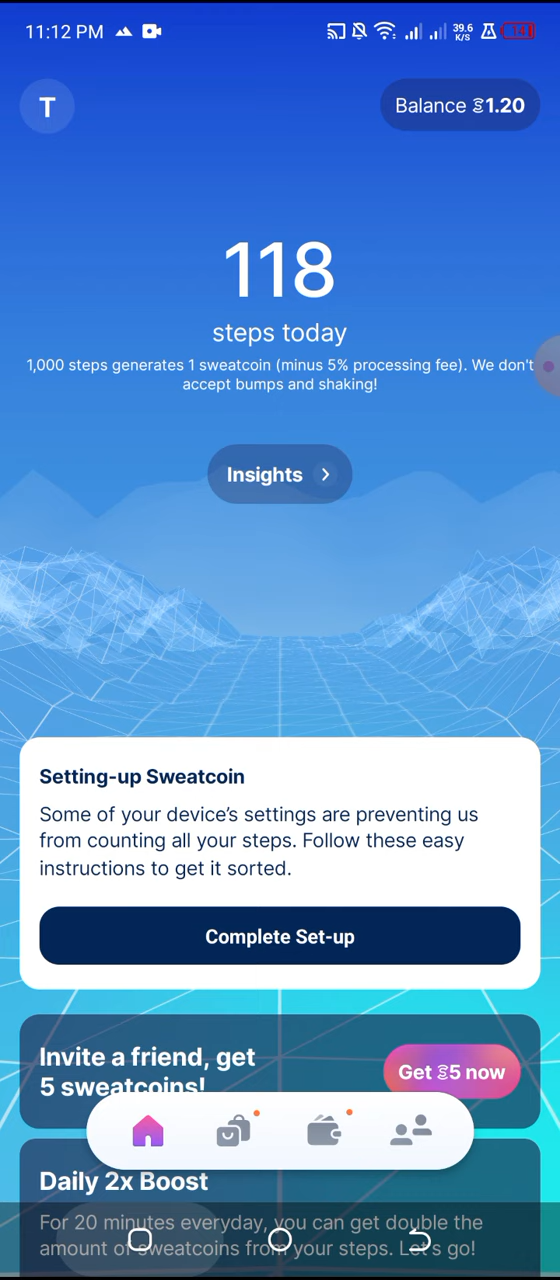 11:12 PM
39.6
K/S
14
T
Balance 1.20
118
steps today
1,000 steps generates 1 sweatcoin (minus 5% processing fee). We don't
accept bumps and shaking!
Insights
Setting-up Sweatcoin
Some of your device's settings are preventing us
from counting all your steps. Follow these easy
instructions to get it sorted.
Complete Set-up
Invite a friend, get
5 sweatcoins!
Get 5 now
Daily 2x Boost
For 20 minutes everyday, you can get double the
amount of sweatcoins from your steps. Let's go!